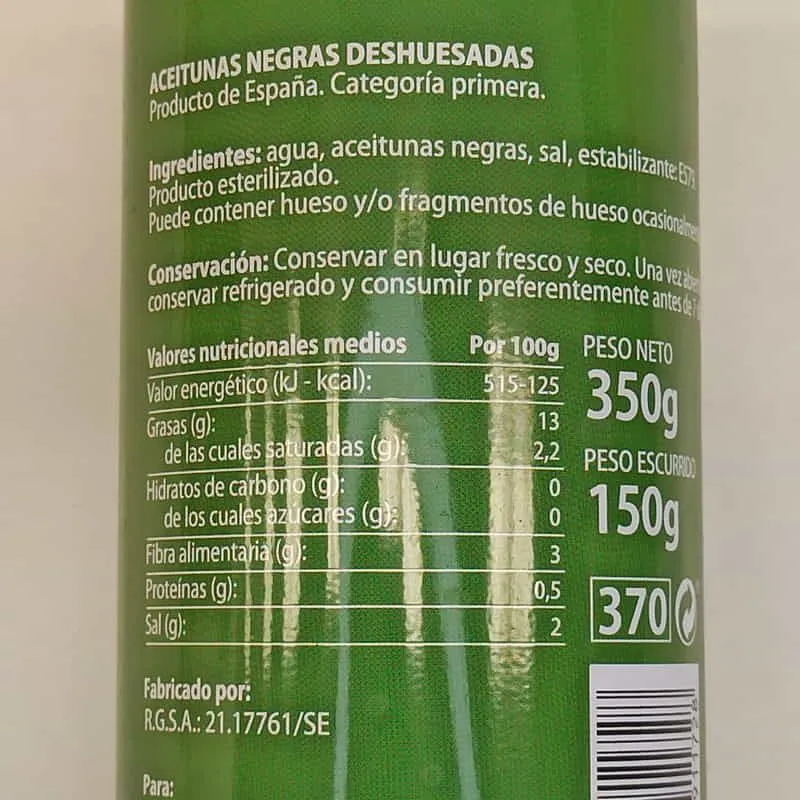 ACEITUNAS NEGRAS DESHUESADAS
Producto de España. Categoría primera.
Ingredientes: agua, aceitunas negras, sal, estabilizante:
Producto esterilizado.
Puede contener hueso y/o fragmentos de hueso
Conservación: Conservar en lugar fresco y seco. Una vez
conservar refrigerado y consumir preferentemente antes de
Valores nutricionales medios Por 100g
Valor energético (kJ - kcal): 515-125
Grasas (g): 13
de las cuales saturadas (g): 2,2
Hidratos de carbono (g): 0
de los cuales azúcares (g): 0
Fibra alimentaria (g): 3
Proteínas (g): 0,5
Sal (g): 2
PESO NETO
350g
PESO ESCURRIDO
150g
370
Fabricado por:
R.G.S.A.: 21.17761/SE
Para: